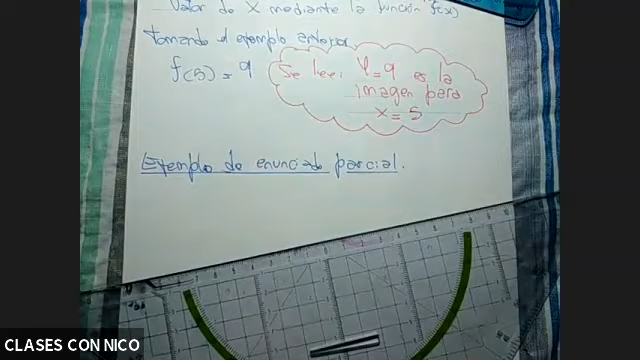 Valor de X mediante la función f(x)
Tomando el ejemplo anterior
f(5) = 9
Se lee: Y=9 es la
imagen para
x=5
Ejemplo de enunciado parcial.
CLASES CON NICO